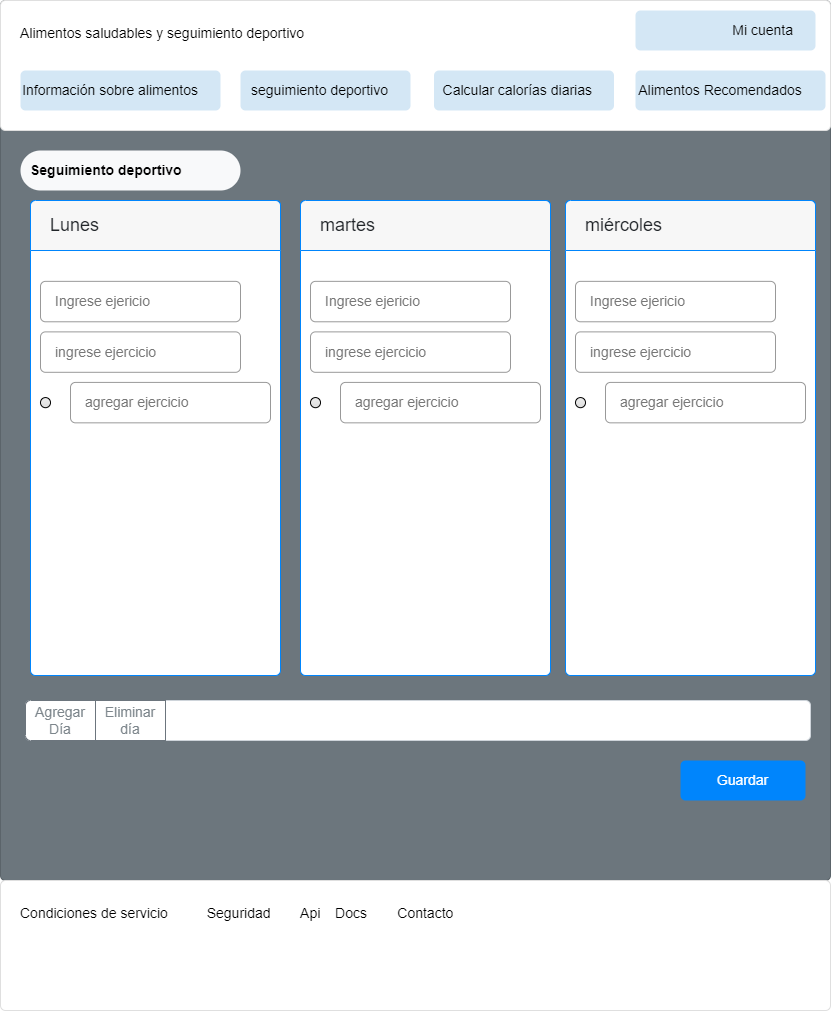 Alimentos saludables y seguimiento deportivo
Mi cuenta
Información sobre alimentos
seguimiento deportivo
Calcular calorías diarias
Alimentos Recomendados
Seguimiento deportivo
Lunes
martes
miércoles
Ingrese ejericio
Ingrese ejericio
Ingrese ejericio
ingrese ejercicio
ingrese ejercicio
ingrese ejercicio
agregar ejercicio
agregar ejercicio
agregar ejercicio
Agregar
Día
Eliminar
día
Guardar
Condiciones de servicio
Seguridad
Api
Docs
Contacto